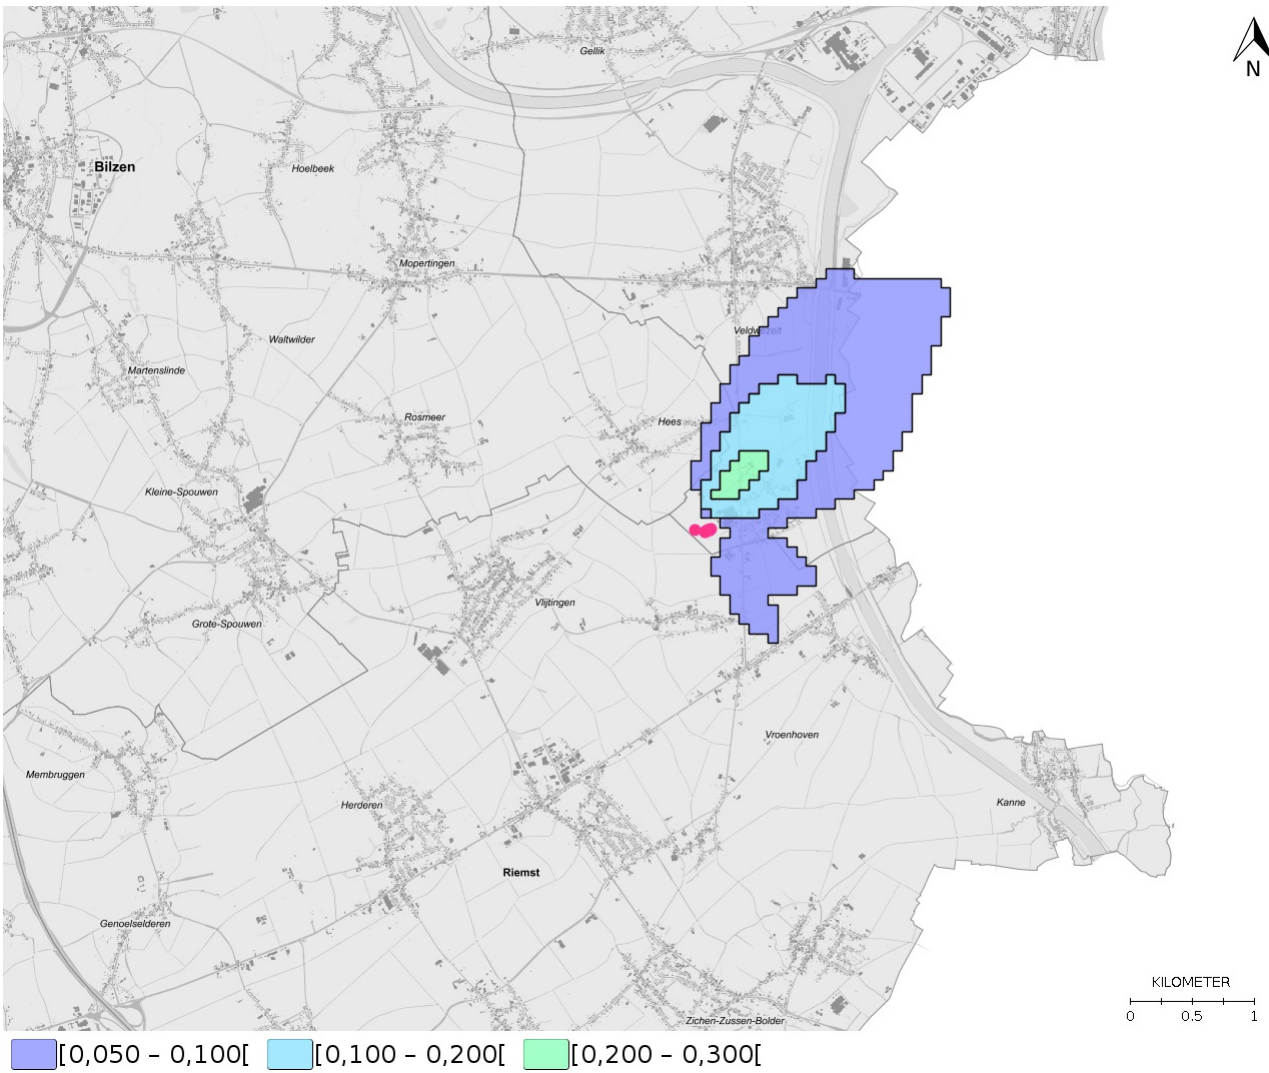 Gellik
N
Bilzen
Hoelbeek
Mopertingen
Veldwezelt
Waltwilder
Martenslinde
Rosmeer
Hees
Kleine-Spouwen
Vlijtingen
Grote-Spouwen
Vroenhoven
Membruggen
Herderen
Kanne
Riemst
Genoelselderen
KILOMETER
0 0.5 1
Zichen-Zussen-Bolder
[0,050 – 0,100[ [0,100 – 0,200[ [0,200 – 0,300[